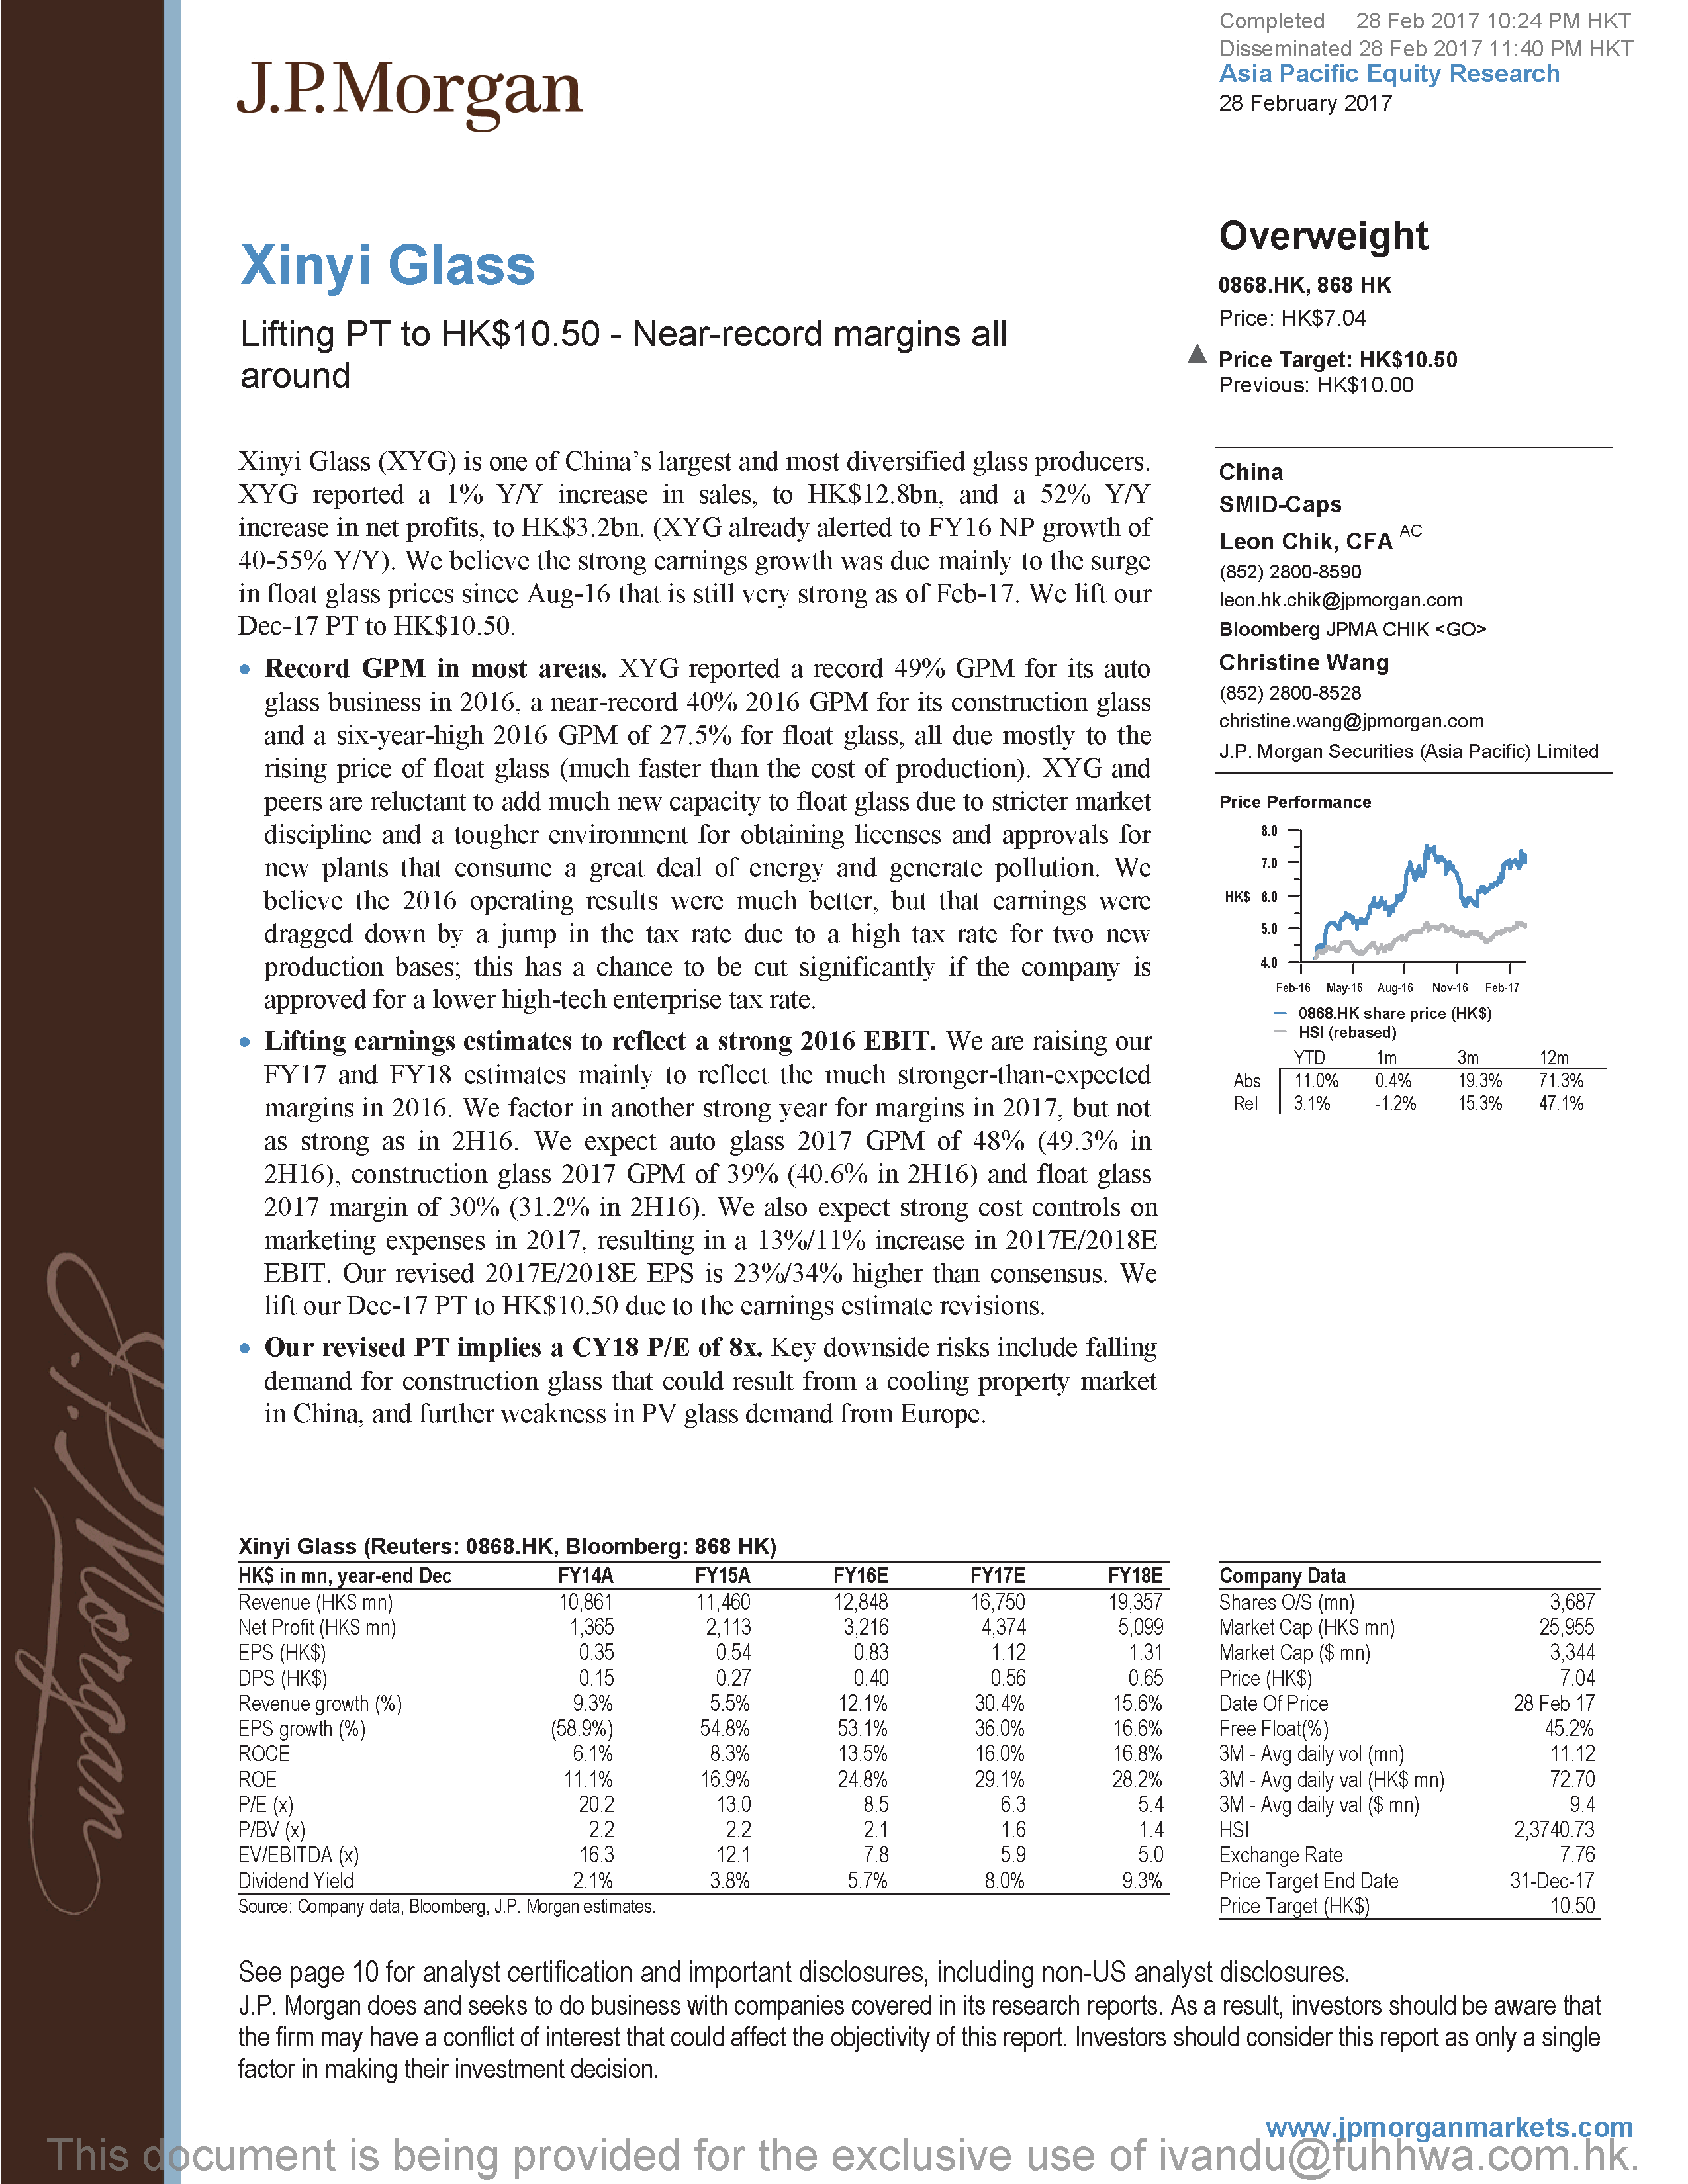 Completed 28 Feb 2017 10:24 PM HKT
Disseminated 28 Feb 2017 11:40 PM HKT
Asia Pacific Equity Research
28 February 2017
J.P.Morgan
Xinyi Glass
Lifting PT to HK$10.50 - Near-record margins all
around
Xinyi Glass (XYG) is one of China's largest and most diversified glass producers.
XYG reported a 1% Y/Y increase in sales, to HK$12.8bn, and a 52% Y/Y
increase in net profits, to HK$3.2bn. (XYG already alerted to FY16 NP growth of
40-55% Y/Y). We believe the strong earnings growth was due mainly to the surge
in float glass prices since Aug-16 that is still very strong as of Feb-17. We lift our
Dec-17 PT to HK$10.50.
• Record GPM in most areas. XYG reported a record 49% GPM for its auto
glass business in 2016, a near-record 40% 2016 GPM for its construction glass
and a six-year-high 2016 GPM of 27.5% for float glass, all due mostly to the
rising price of float glass (much faster than the cost of production). XYG and
peers are reluctant to add much new capacity to float glass due to stricter market
discipline and a tougher environment for obtaining licenses and approvals for
new plants that consume a great deal of energy and generate pollution. We
believe the 2016 operating results were much better, but that earnings were
dragged down by a jump in the tax rate due to a high tax rate for two new
production bases; this has a chance to be cut significantly if the company is
approved for a lower high-tech enterprise tax rate.
• Lifting earnings estimates to reflect a strong 2016 EBIT. We are raising our
FY17 and FY18 estimates mainly to reflect the much stronger-than-expected
margins in 2016. We factor in another strong year for margins in 2017, but not
as strong as in 2H16. We expect auto glass 2017 GPM of 48% (49.3% in
2H16), construction glass 2017 GPM of 39% (40.6% in 2H16) and float glass
2017 margin of 30% (31.2% in 2H16). We also expect strong cost controls on
marketing expenses in 2017, resulting in a 13%/11% increase in 2017E/2018E
EBIT. Our revised 2017E/2018E EPS is 23%/34% higher than consensus. We
lift our Dec-17 PT to HK$10.50 due to the earnings estimate revisions.
• Our revised PT implies a CY18 P/E of 8x. Key downside risks include falling
demand for construction glass that could result from a cooling property market
in China, and further weakness in PV glass demand from Europe.
Overweight
0868.HK, 868 HK
Price: HK$7.04
▲ Price Target: HK$10.50
Previous: HK$10.00
China
SMID-Caps
Leon Chik, CFA AC
(852) 2800-8590
leon.hk.chik@jpmorgan.com
Bloomberg JPMA CHIK <GO>
Christine Wang
(852) 2800-8528
christine.wang@jpmorgan.com
J.P. Morgan Securities (Asia Pacific) Limited
Price Performance
8.0
7.0
HK$ 6.0
5.0
4.0
Feb-16 May-16 Aug-16 Nov-16 Feb-17
0868.HK share price (HK$)
HSI (rebased)
YTD 1m 3m 12m
Abs 11.0% 0.4% 19.3% 71.3%
Rel 3.1% -1.2% 15.3% 47.1%
J.P.Morgan
Xinyi Glass (Reuters: 0868.HK, Bloomberg: 868 HK)
HK$ in mn, year-end Dec FY14A FY15A FY16E FY17E FY18E
Revenue (HK$ mn) 10,861 11,460 12,848 16,750 19,357
Net Profit (HK$ mn) 1,365 2,113 3,216 4,374 5,099
EPS (HK$) 0.35 0.54 0.83 1.12 1.31
DPS (HK$) 0.15 0.27 0.40 0.56 0.65
Revenue growth (%) 9.3% 5.5% 12.1% 30.4% 15.6%
EPS growth (%) (58.9%) 54.8% 53.1% 36.0% 16.6%
ROCE 6.1% 8.3% 13.5% 16.0% 16.8%
ROE 11.1% 16.9% 24.8% 29.1% 28.2%
P/E (x) 20.2 13.0 8.5 6.3 5.4
P/BV (x) 2.2 2.2 2.1 1.6 1.4
EV/EBITDA (x) 16.3 12.1 7.8 5.9 5.0
Dividend Yield 2.1% 3.8% 5.7% 8.0% 9.3%
Source: Company data, Bloomberg, J.P. Morgan estimates.
Company Data
Shares O/S (mn) 3,687
Market Cap (HK$ mn) 25,955
Market Cap ($ mn) 3,344
Price (HK$) 7.04
Date Of Price 28 Feb 17
Free Float(%) 45.2%
3M - Avg daily vol (mn) 11.12
3M - Avg daily val (HK$ mn) 72.70
3M - Avg daily val ($ mn) 9.4
HSI 2,3740.73
Exchange Rate 7.76
Price Target End Date 31-Dec-17
Price Target (HK$) 10.50
See page 10 for analyst certification and important disclosures, including non-US analyst disclosures.
J.P. Morgan does and seeks to do business with companies covered in its research reports. As a result, investors should be aware that
the firm may have a conflict of interest that could affect the objectivity of this report. Investors should consider this report as only a single
factor in making their investment decision.
www.jpmorganmarkets.com
This document is being provided for the exclusive use of ivandu@fuhhwa.com.hk.